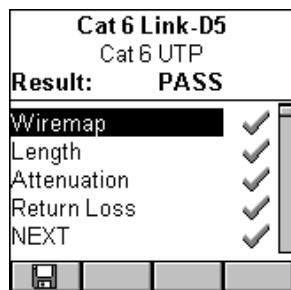 Cat 6 Link-D5
Cat 6 UTP
Result: PASS
Wiremap
Length
Attenuation
Return Loss
NEXT